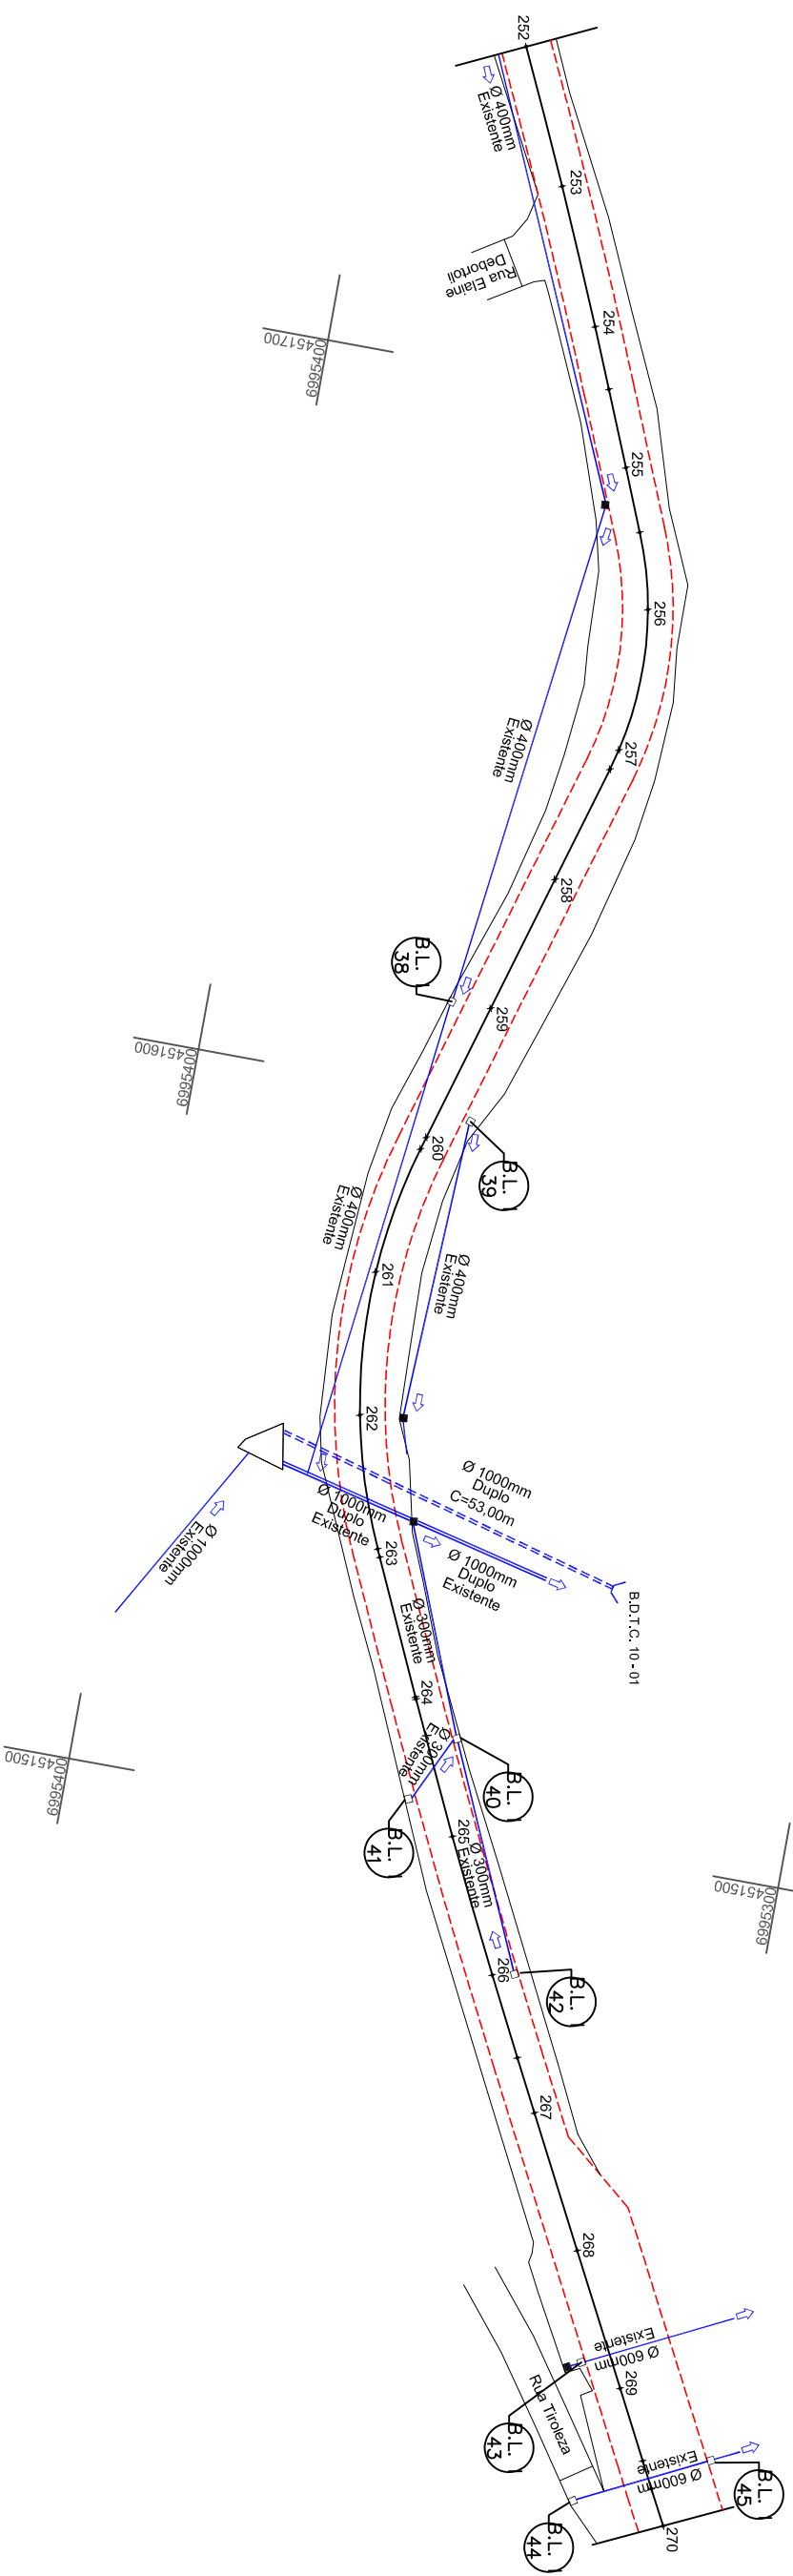 252
Ø 400mm
Existente
253
Rua Elaine
Debortoli
254
451700
6995400
255
256
Ø 400mm
Existente
257
258
B.L.
38
259
451600
6995400
260
B.L.
39
Ø 400mm
Existente
Ø 400mm
Existente
261
262
Ø 1000mm
Duplo
C=53,00m
Ø 1000mm
Duplo
Existente
Ø 1000mm
Existente
263
Ø 1000mm
Duplo
Existente
B.D.T.C. 10 - 01
Ø 300mm
Existente
264
451500
6995400
Ø 300mm
Existente
B.L.
40
B.L.
41
265
Ø 300mm
Existente
451500
6995300
266
B.L.
42
267
268
Ø 600mm
Existente
269
Rua Tiroleza
B.L.
43
Ø 600mm
Existente
B.L.
45
B.L.
44
270